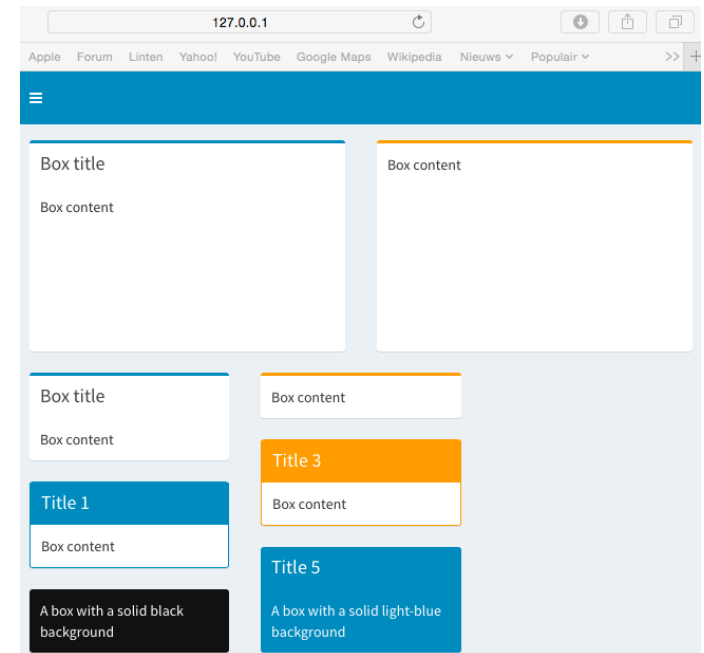 127.0.0.1
Apple Forum Linten Yahoo! YouTube Google Maps Wikipedia Nieuws Populair >> +
Box title
Box content
Box content
Box title
Box content
Title 1
Box content
A box with a solid black
background
Box content
Title 3
Box content
Title 5
A box with a solid light-blue
background